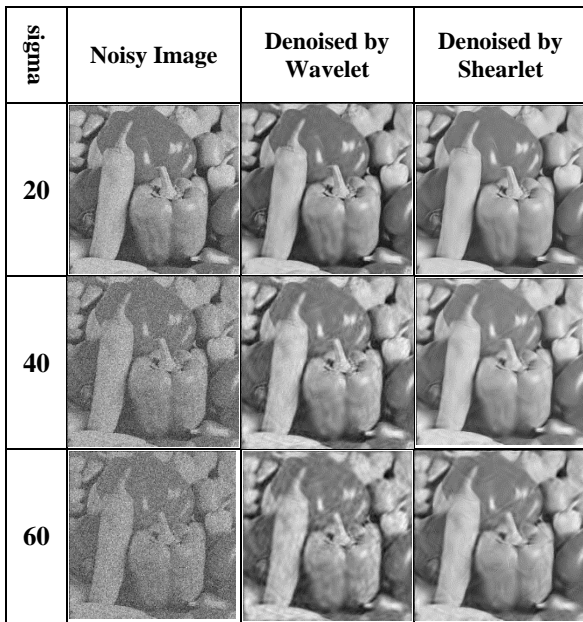 sigma
Noisy Image
Denoised by
Wavelet
Denoised by
Shearlet
20
40
60